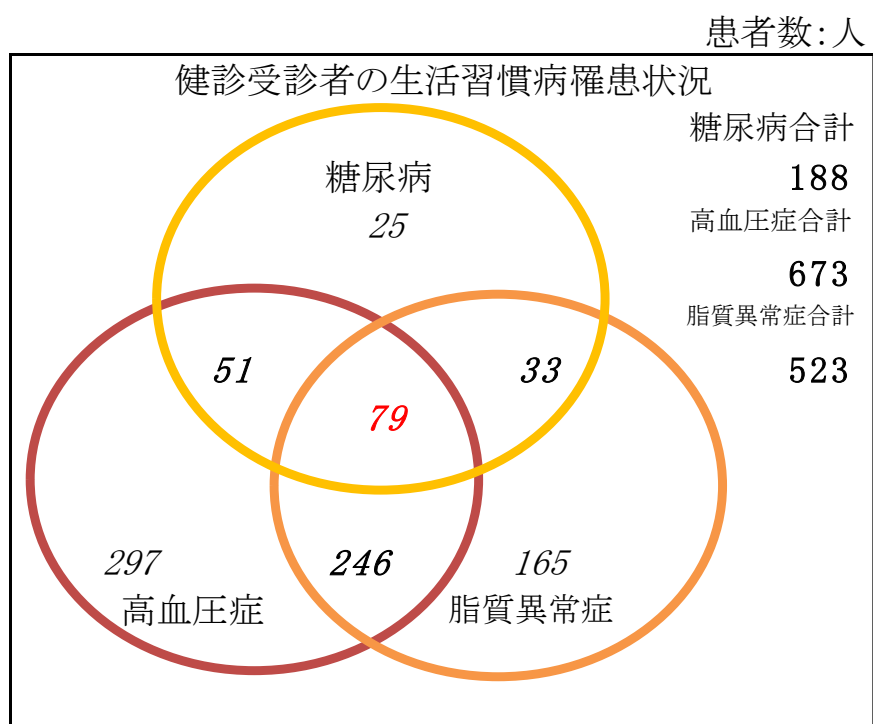 患者数:人
健診受診者の生活習慣病罹患状況
糖尿病合計
188
高血圧症合計
673
脂質異常症合計
523
糖尿病
25
51
33
79
297
246
165
高血圧症
脂質異常症